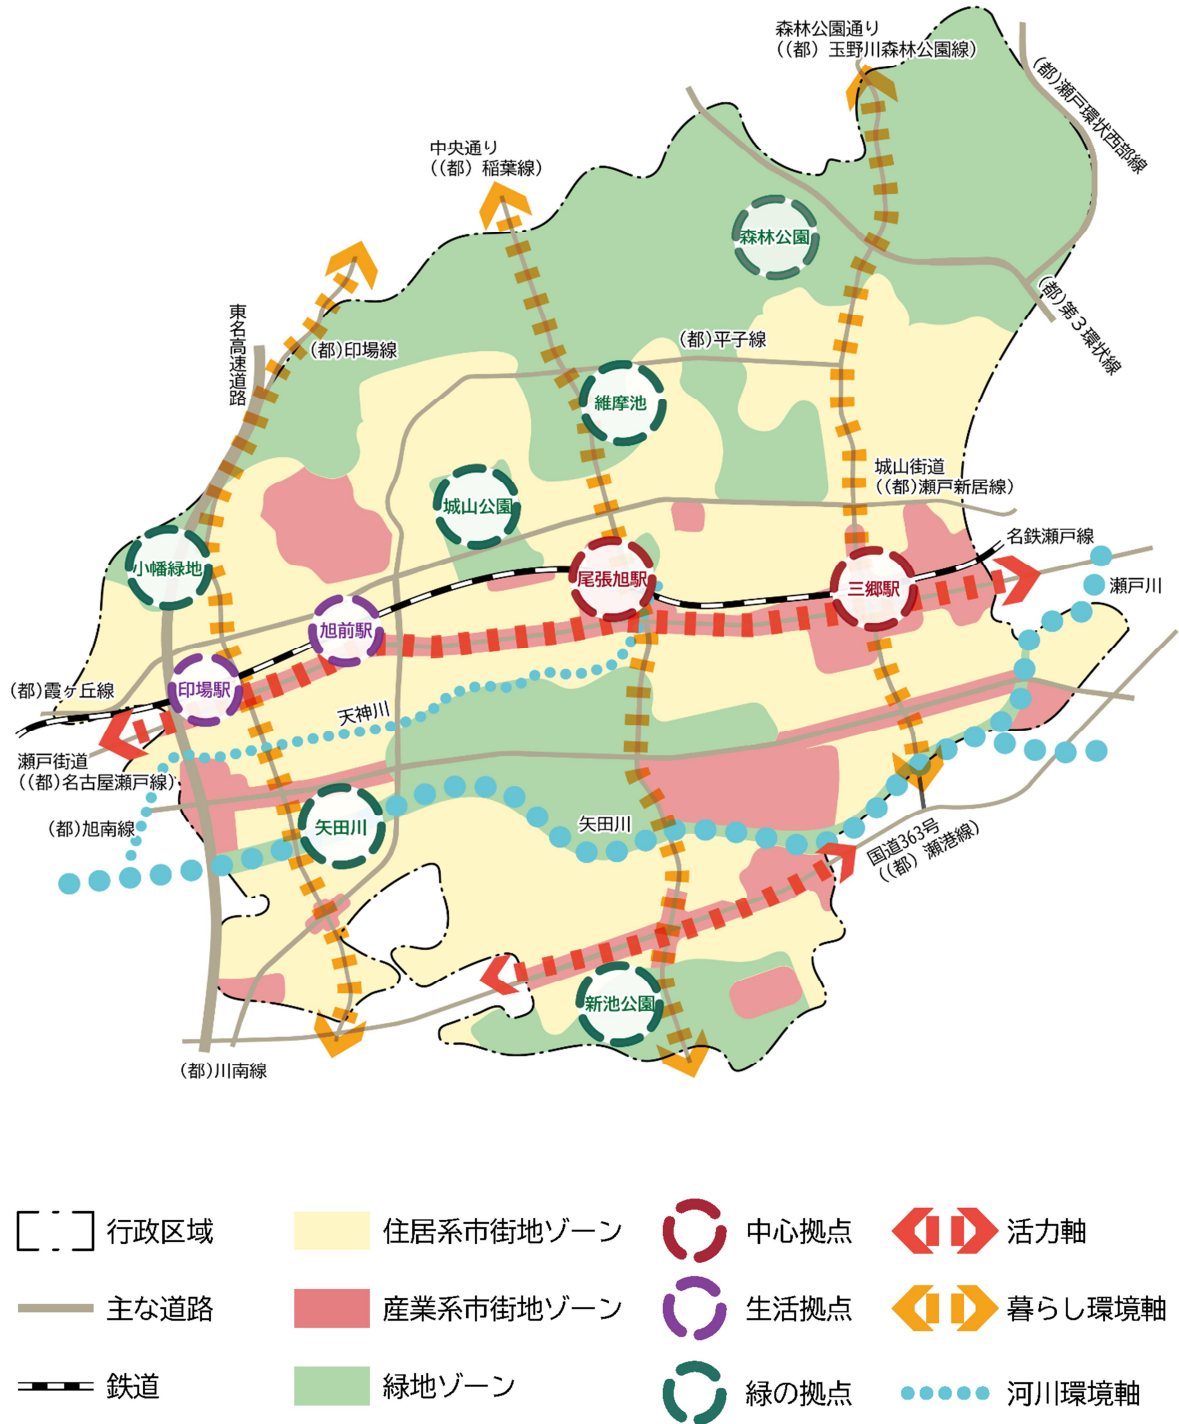 森林公園通り
((都) 玉野川森林公園線)
(都)瀬戸環状西部線
中央通り
((都) 稲葉線)
森林公園
東名高速道路
(都)印場線
(都)平子線
(都)第3環状線
維摩池
城山街道
((都)瀬戸新居線)
城山公園
名鉄瀬戸線
小幡緑地
尾張旭駅
三郷駅
瀬戸川
旭前駅
印場駅
(都)霞ヶ丘線
天神川
瀬戸街道
((都)名古屋瀬戸線)
(都)旭南線
矢田川
矢田川
国道363号
((都) 瀬港線)
新池公園
(都)川南線
行政区域
住居系市街地ゾーン
中心拠点
活力軸
主な道路
産業系市街地ゾーン
生活拠点
暮らし環境軸
鉄道
緑地ゾーン
緑の拠点
河川環境軸